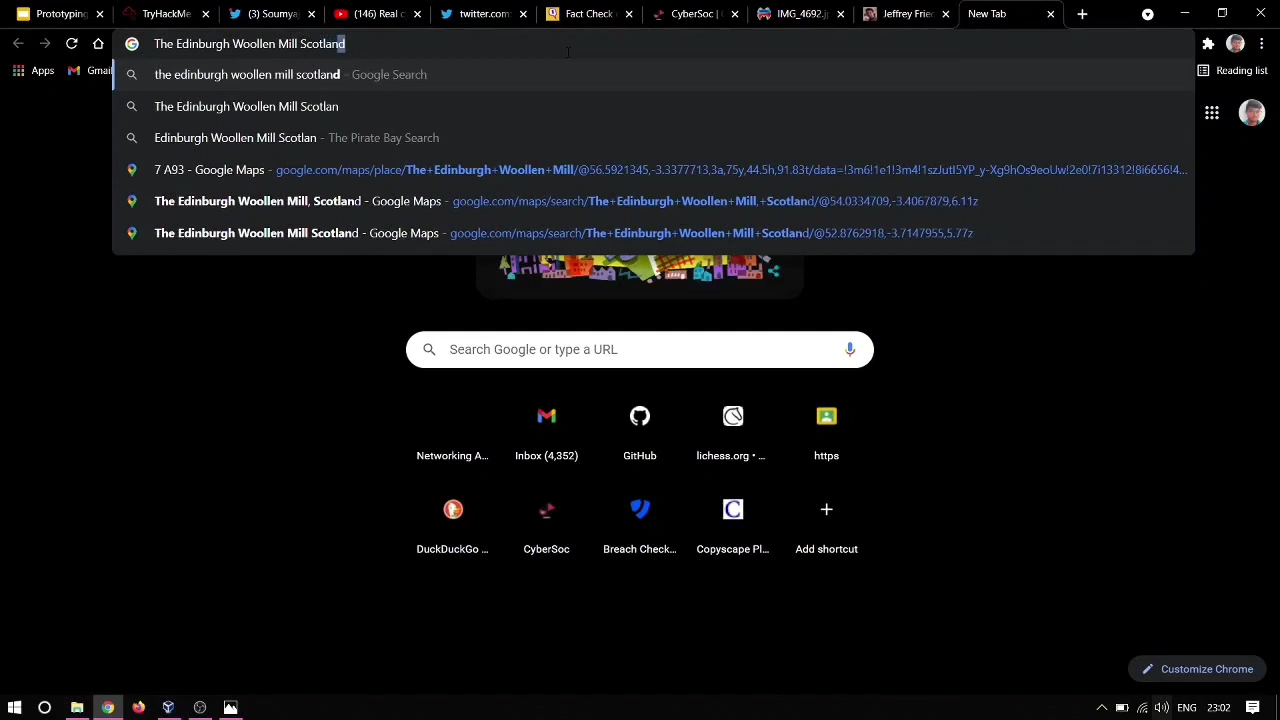 Prototyping
TryHackMe
(3) Soumyaj
(146) Real c
twitter.com
Fact Check
CyberSoc |
IMG_4692.j
Jeffrey Frie
New Tab
The Edinburgh Woollen Mill Scotland
the edinburgh woollen mill scotland - Google Search
Apps
Gmail
Reading list
The Edinburgh Woollen Mill Scotlan
Edinburgh Woollen Mill Scotlan - The Pirate Bay Search
7 A93 - Google Maps - google.com/maps/place/The+Edinburgh+Woollen+Mill/@56.5921345,-3.3377713,3a,75y,44.5h,91.83t/data=!3m6!1e1!3m4!1szJutI5YP_y-Xg9hOs9eoUw!2e0!7i13312!8i6656!4...
The Edinburgh Woollen Mill, Scotland - Google Maps - google.com/maps/search/The+Edinburgh+Woollen+Mill,+Scotland/@54.0334709,-3.4067879,6.11z
The Edinburgh Woollen Mill Scotland - Google Maps - google.com/maps/search/The+Edinburgh+Woollen+Mill+Scotland/@52.8762918,-3.7147955,5.77z
Search Google or type a URL
Networking A...
Inbox (4,352)
GitHub
lichess.org • ...
https
DuckDuckGo ...
CyberSoc
Breach Check...
Copyscape Pl...
Add shortcut
Customize Chrome
ENG
23:02